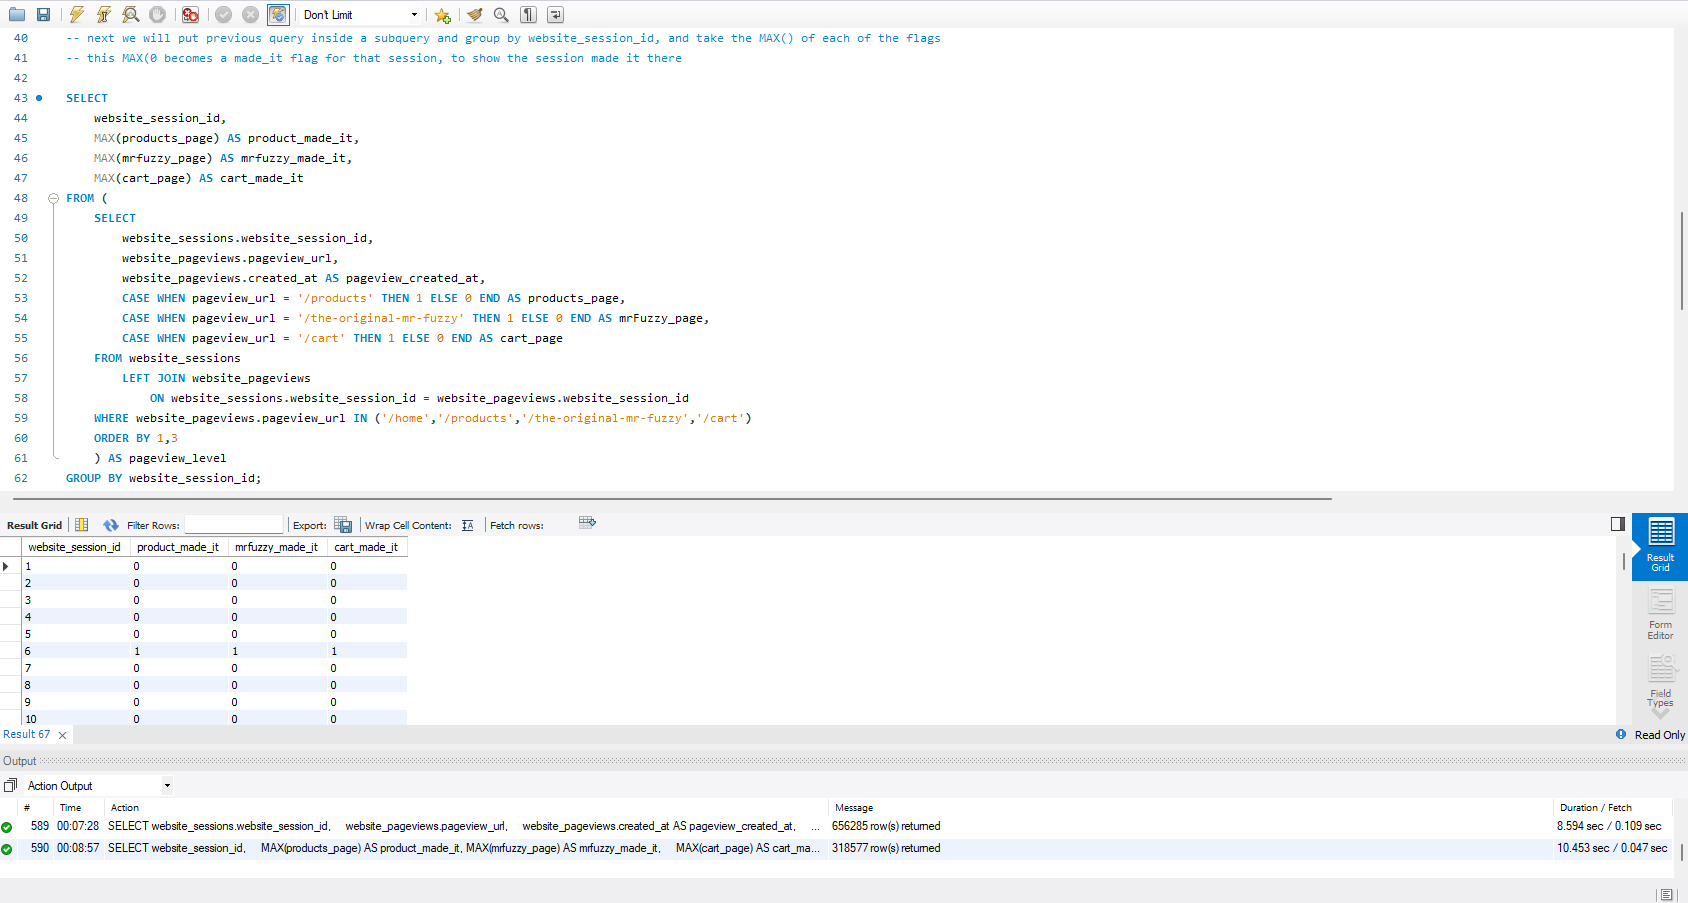 Don't Limit
40 -- next we will put previous query inside a subquery and group by website_session_id, and take the MAX() of each of the flags
41 -- this MAX(0 becomes a made_it flag for that session, to show the session made it there
42
43 SELECT
44 website_session_id,
45 MAX(products_page) AS product_made_it,
46 MAX(mrfuzzy_page) AS mrfuzzy_made_it,
47 MAX(cart_page) AS cart_made_it
48 FROM (
49 SELECT
50 website_sessions.website_session_id,
51 website_pageviews.pageview_url,
52 website_pageviews.created_at AS pageview_created_at,
53 CASE WHEN pageview_url = '/products' THEN 1 ELSE 0 END AS products_page,
54 CASE WHEN pageview_url = '/the-original-mr-fuzzy' THEN 1 ELSE 0 END AS mrFuzzy_page,
55 CASE WHEN pageview_url = '/cart' THEN 1 ELSE 0 END AS cart_page
56 FROM website_sessions
57 LEFT JOIN website_pageviews
58 ON website_sessions.website_session_id = website_pageviews.website_session_id
59 WHERE website_pageviews.pageview_url IN ('/home','/products','/the-original-mr-fuzzy','/cart')
60 ORDER BY 1,3
61 ) AS pageview_level
62 GROUP BY website_session_id;
Result Grid Filter Rows: Export: Wrap Cell Content: IA Fetch rows:
website_session_id product_made_it mrfuzzy_made_it cart_made_it
1 0 0 0
2 0 0 0
3 0 0 0
4 0 0 0
5 0 0 0
6 1 1 1
7 0 0 0
8 0 0 0
9 0 0 0
10 0 0 0
Result Grid
Form Editor
Field Types
Result 67
Read Only
Output
Action Output
# Time Action Message Duration / Fetch
589 00:07:28 SELECT website_sessions.website_session_id, website_pageviews.pageview_url, website_pageviews.created_at AS pageview_created_at, ... 656285 row(s) returned 8.594 sec / 0.109 sec
590 00:08:57 SELECT website_session_id, MAX(products_page) AS product_made_it, MAX(mrfuzzy_page) AS mrfuzzy_made_it, MAX(cart_page) AS cart_ma... 318577 row(s) returned 10.453 sec / 0.047 sec